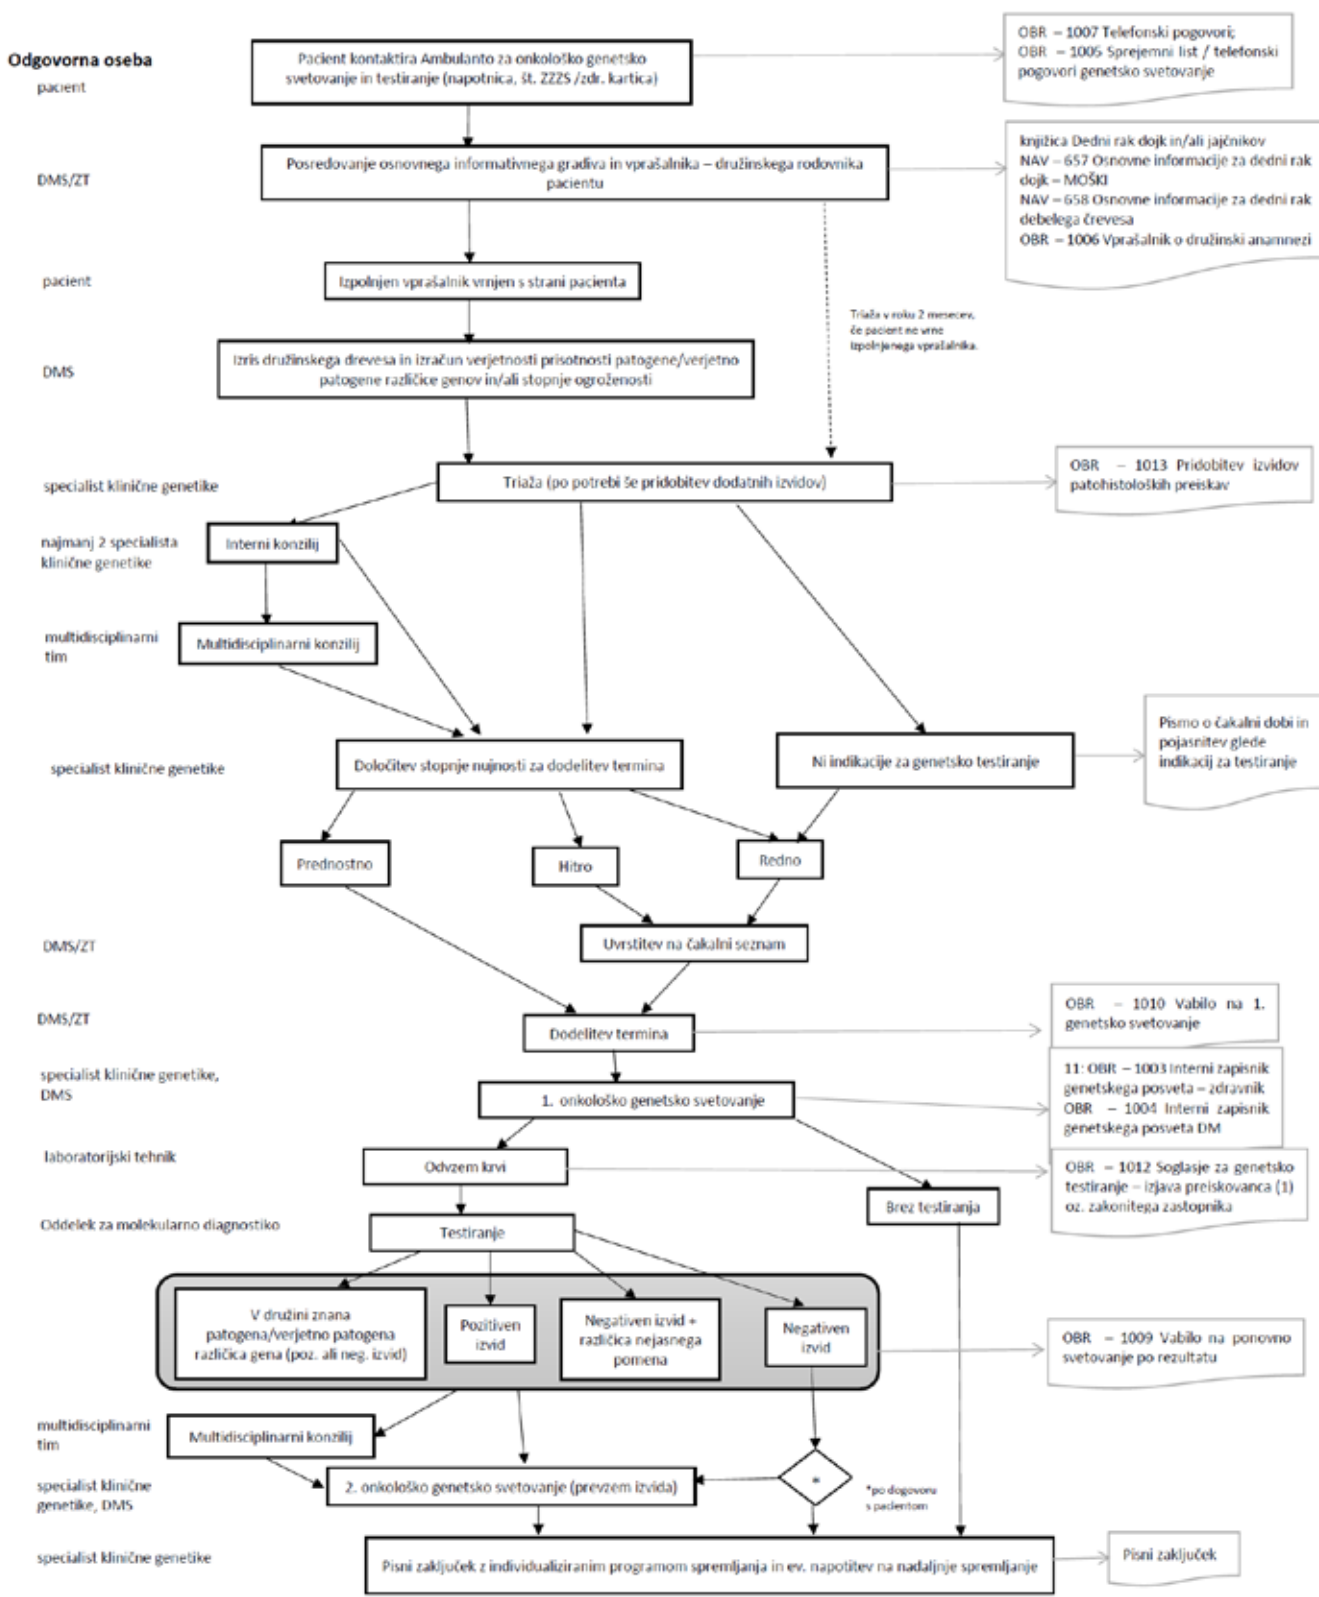 Odgovorna oseba
pacient
Pacient kontaktira Ambulanto za onkološko genetsko
svetovanje in testiranje (napotnica, št. ZZZS /zdr. kartica)
OBR – 1007 Telefonski pogovori;
OBR – 1005 Sprejemni list / telefonski
pogovori genetsko svetovanje
DMS/ZT
Posredovanje osnovnega informativnega gradiva in vprašalnika – družinskega rodovnika
pacientu
knjižica Dedni rak dojk in/ali jajčnikov
NAV – 657 Osnovne informacije za dedni rak
dojk – MOŠKI
NAV – 658 Osnovne informacije za dedni rak
debelega črevesa
OBR – 1006 Vprašalnik o družinski anamnezi
pacient
Izpolnjen vprašalnik vrnjen s strani pacienta
Triaža v roku 2 mesecev,
če pacient ne vrne
izpolnjenega vprašalnika.
DMS
Izris družinskega drevesa in izračun verjetnosti prisotnosti patogene/verjetno
patogene različice genov in/ali stopnje ogroženosti
specialist klinične genetike
Triaža (po potrebi še pridobitev dodatnih izvidov)
OBR – 1013 Pridobitev izvidov
patohistoloških preiskav
najmanj 2 specialista
klinične genetike
Interni konzilij
multidisciplinarni
tim
Multidisciplinarni konzilij
specialist klinične genetike
Določitev stopnje nujnosti za dodelitev termina
Ni indikacije za genetsko testiranje
Pismo o čakalni dobi in
pojasnitev glede
indikacij za testiranje
Prednostno
Hitro
Redno
DMS/ZT
Uvrstitev na čakalni seznam
DMS/ZT
Dodelitev termina
OBR – 1010 Vabilo na 1.
genetsko svetovanje
specialist klinične genetike,
DMS
1. onkološko genetsko svetovanje
11: OBR – 1003 Interni zapisnik
genetskega posveta – zdravnik
OBR – 1004 Interni zapisnik
genetskega posveta DM
laboratorijski tehnik
Odvzem krvi
OBR – 1012 Soglasje za genetsko
testiranje – izjava preiskovanca (1)
oz. zakonitega zastopnika
Brez testiranja
Oddelek za molekularno diagnostiko
Testiranje
V družini znana
patogena/verjetno patogena
različica gena (poz. ali neg. izvid)
Pozitiven
izvid
Negativen izvid +
različica nejasnega
pomena
Negativen
izvid
OBR – 1009 Vabilo na ponovno
svetovanje po rezultatu
multidisciplinarni
tim
Multidisciplinarni konzilij
specialist klinične
genetike, DMS
2. onkološko genetsko svetovanje (prevzem izvida)
*
*po dogovoru
s pacientom
specialist klinične genetike
Pisni zaključek z individualiziranim programom spremljanja in ev. napotitev na nadaljnje spremljanje
Pisni zaključek